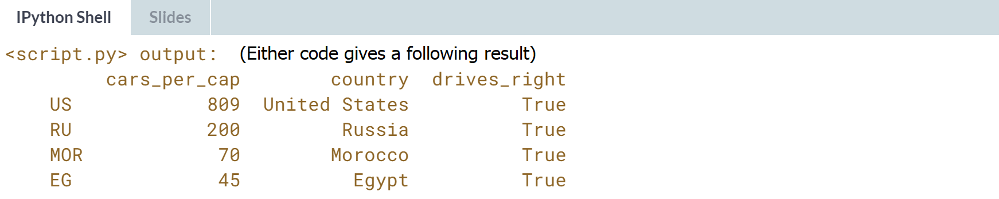 IPython Shell Slides
<script.py> output: (Either code gives a following result)
cars_per_cap country drives_right
US 809 United States True
RU 200 Russia True
MOR 70 Morocco True
EG 45 Egypt True